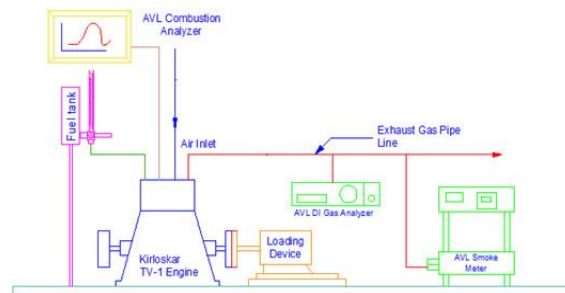 AVL Combustion
Analyzer
Fuel tank
Air Inlet
Exhaust Gas Pipe
Line
AVL DI Gas Analyzer
Kirloskar
TV-1 Engine
Loading
Device
AVL Smoke
Meter